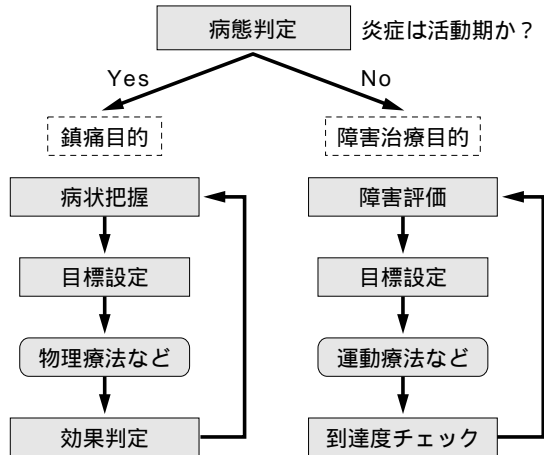 病態判定 炎症は活動期か？
Yes No
鎮痛目的 障害治療目的
病状把握 障害評価
目標設定 目標設定
物理療法など 運動療法など
効果判定 到達度チェック